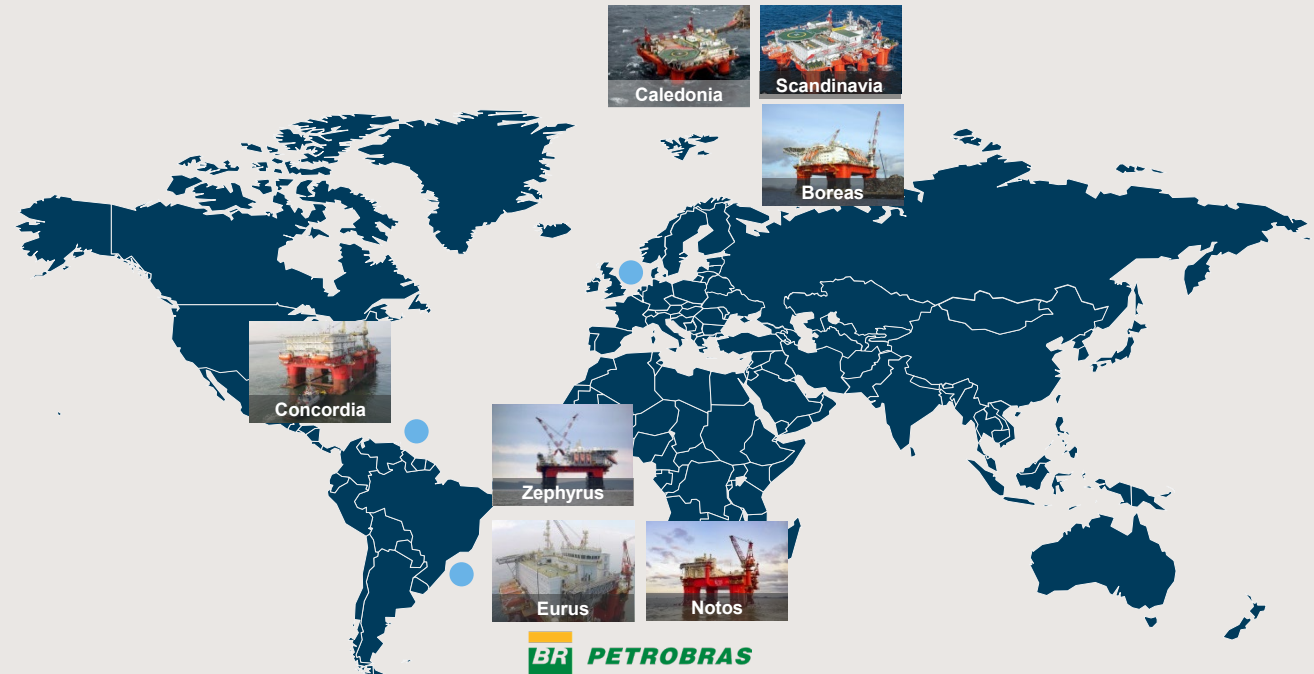 Caledonia
Scandinavia
Boreas
Concordia
Zephyrus
Eurus
Notos
BR PETROBRAS